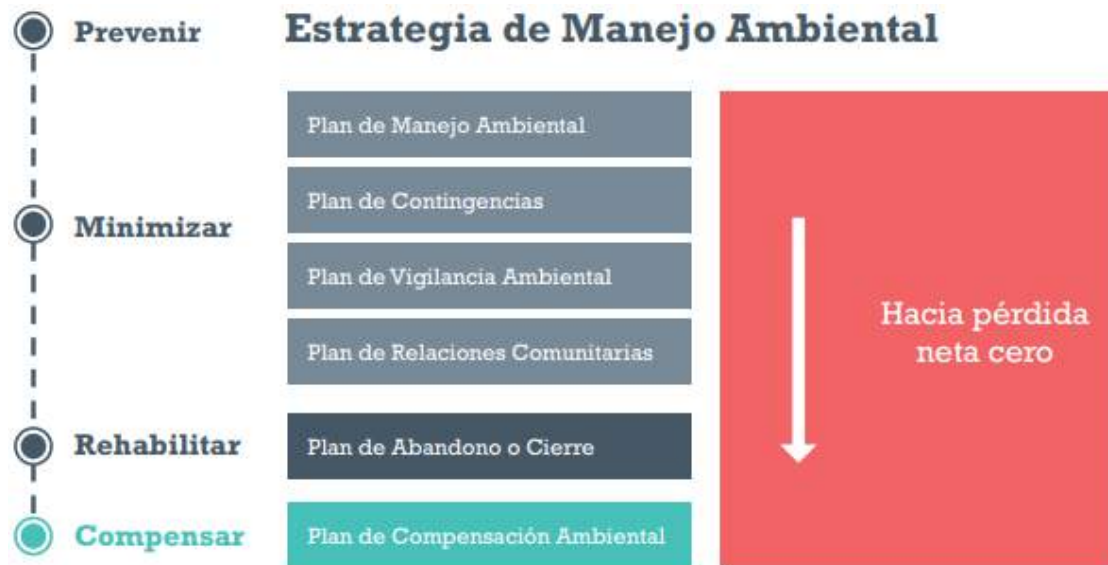 Estrategia de Manejo Ambiental
Prevenir
Minimizar
Rehabilitar
Compensar
Plan de Manejo Ambiental
Plan de Contingencias
Plan de Vigilancia Ambiental
Plan de Relaciones Comunitarias
Plan de Abandono o Cierre
Plan de Compensación Ambiental
Hacia pérdida
neta cero